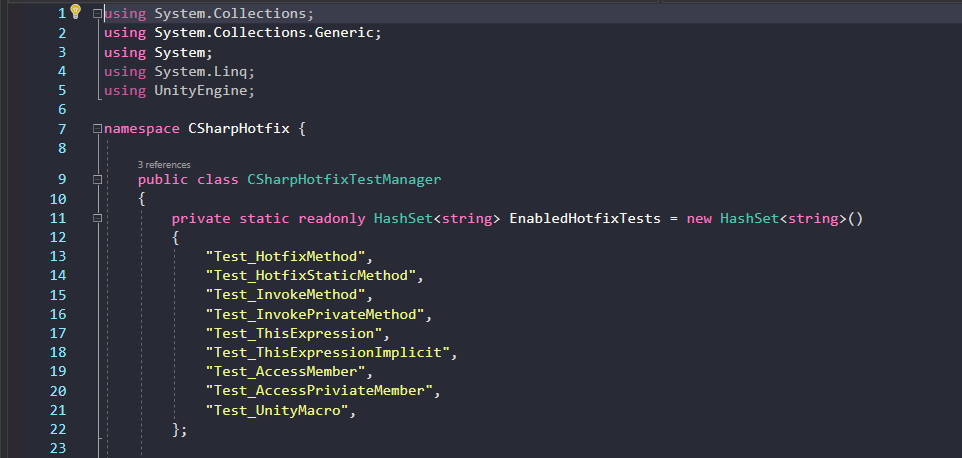 1 using System.Collections;
2 using System.Collections.Generic;
3 using System;
4 using System.Linq;
5 using UnityEngine;
6
7 namespace CSharpHotfix {
8
3 references
9 public class CSharpHotfixTestManager
10 {
11 private static readonly HashSet<string> EnabledHotfixTests = new HashSet<string>()
12 {
13 "Test_HotfixMethod",
14 "Test_HotfixStaticMethod",
15 "Test_InvokeMethod",
16 "Test_InvokePrivateMethod",
17 "Test_ThisExpression",
18 "Test_ThisExpressionImplicit",
19 "Test_AccessMember",
20 "Test_AccessPriviateMember",
21 "Test_UnityMacro",
22 };
23